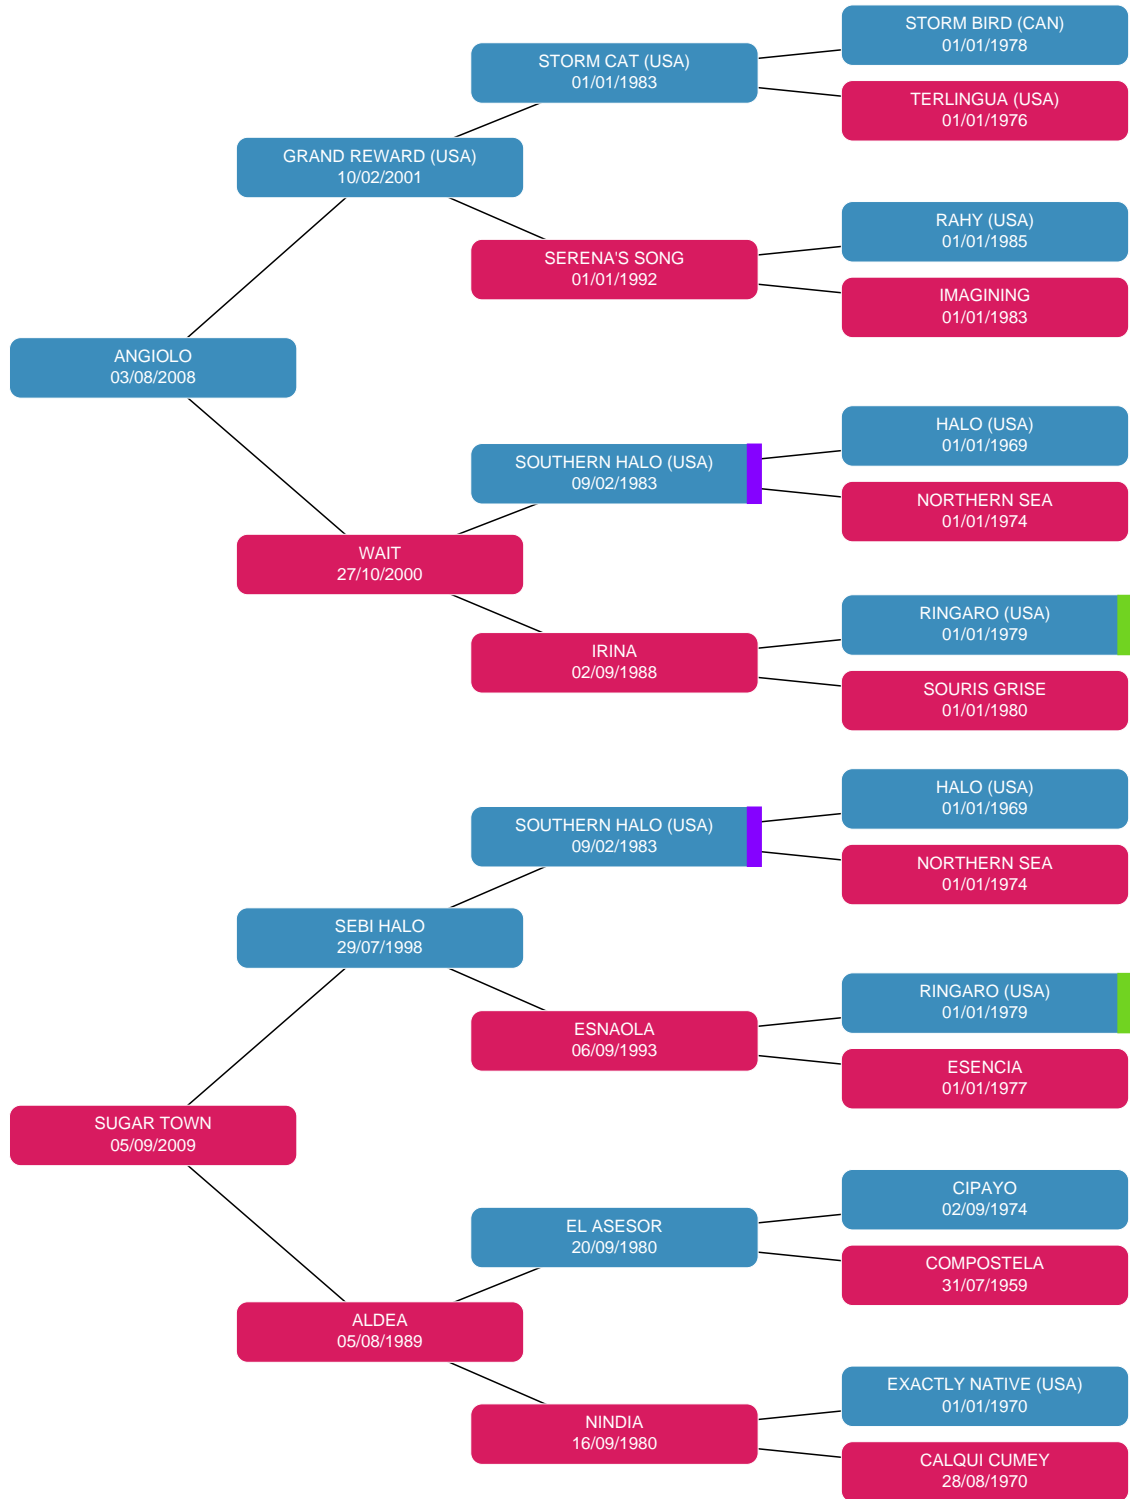 STORM BIRD (CAN)
01/01/1978
STORM CAT (USA)
01/01/1983
TERLINGUA (USA)
01/01/1976
GRAND REWARD (USA)
10/02/2001
RAHY (USA)
01/01/1985
SERENA'S SONG
01/01/1992
IMAGINING
01/01/1983
ANGIOLO
03/08/2008
HALO (USA)
01/01/1969
SOUTHERN HALO (USA)
09/02/1983
NORTHERN SEA
01/01/1974
WAIT
27/10/2000
RINGARO (USA)
01/01/1979
IRINA
02/09/1988
SOURIS GRISE
01/01/1980
HALO (USA)
01/01/1969
SOUTHERN HALO (USA)
09/02/1983
NORTHERN SEA
01/01/1974
SEBI HALO
29/07/1998
RINGARO (USA)
01/01/1979
ESNAOLA
06/09/1993
ESENCIA
01/01/1977
SUGAR TOWN
05/09/2009
CIPAYO
02/09/1974
EL ASESOR
20/09/1980
COMPOSTELA
31/07/1959
ALDEA
05/08/1989
EXACTLY NATIVE (USA)
01/01/1970
NINDIA
16/09/1980
CALQUI CUMEY
28/08/1970